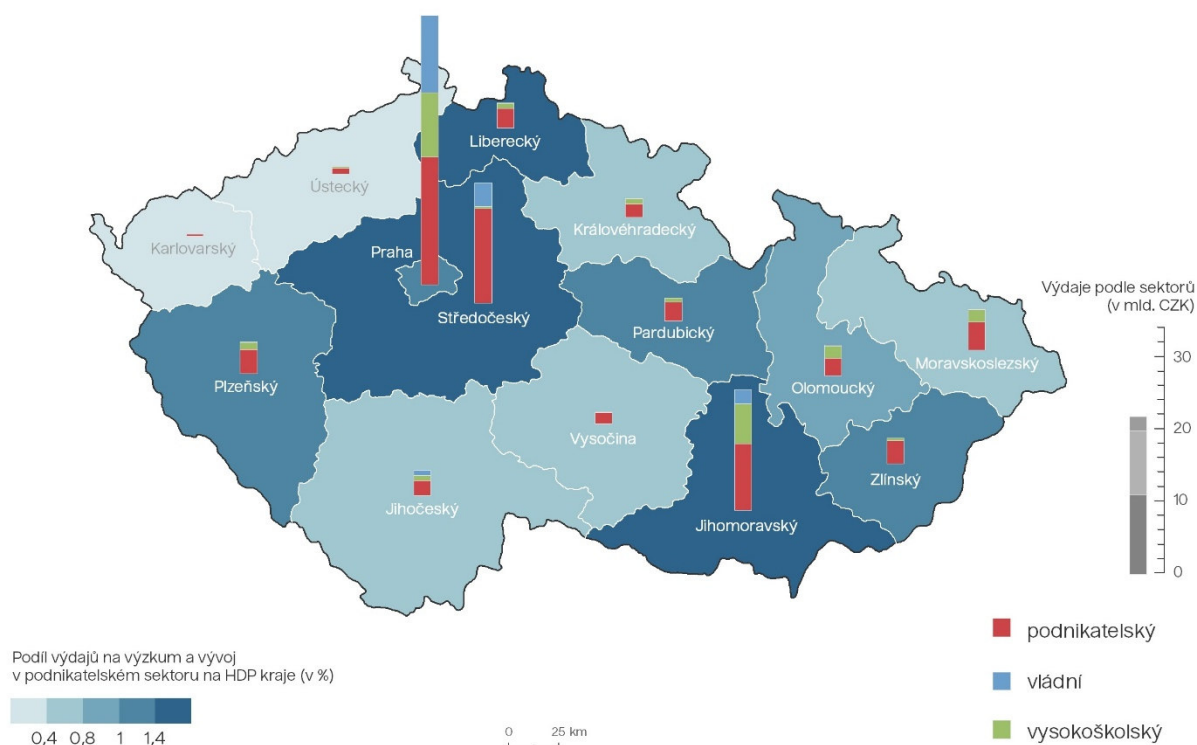 Liberecký
Ústecký
Královéhradecký
Karlovarský
Praha
Výdaje podle sektorů
(v mld. CZK)
Středočeský
Pardubický
30
Moravskoslezský
Plzeňský
Olomoucký
Vysočina
20
Zlínský
Jihočeský
Jihomoravský
10
0
podnikatelský
Podíl výdajů na výzkum a vývoj
v podnikatelském sektoru na HDP kraje (v %)
vládní
0,4 0,8 1 1,4
0 25 km
vysokoškolský